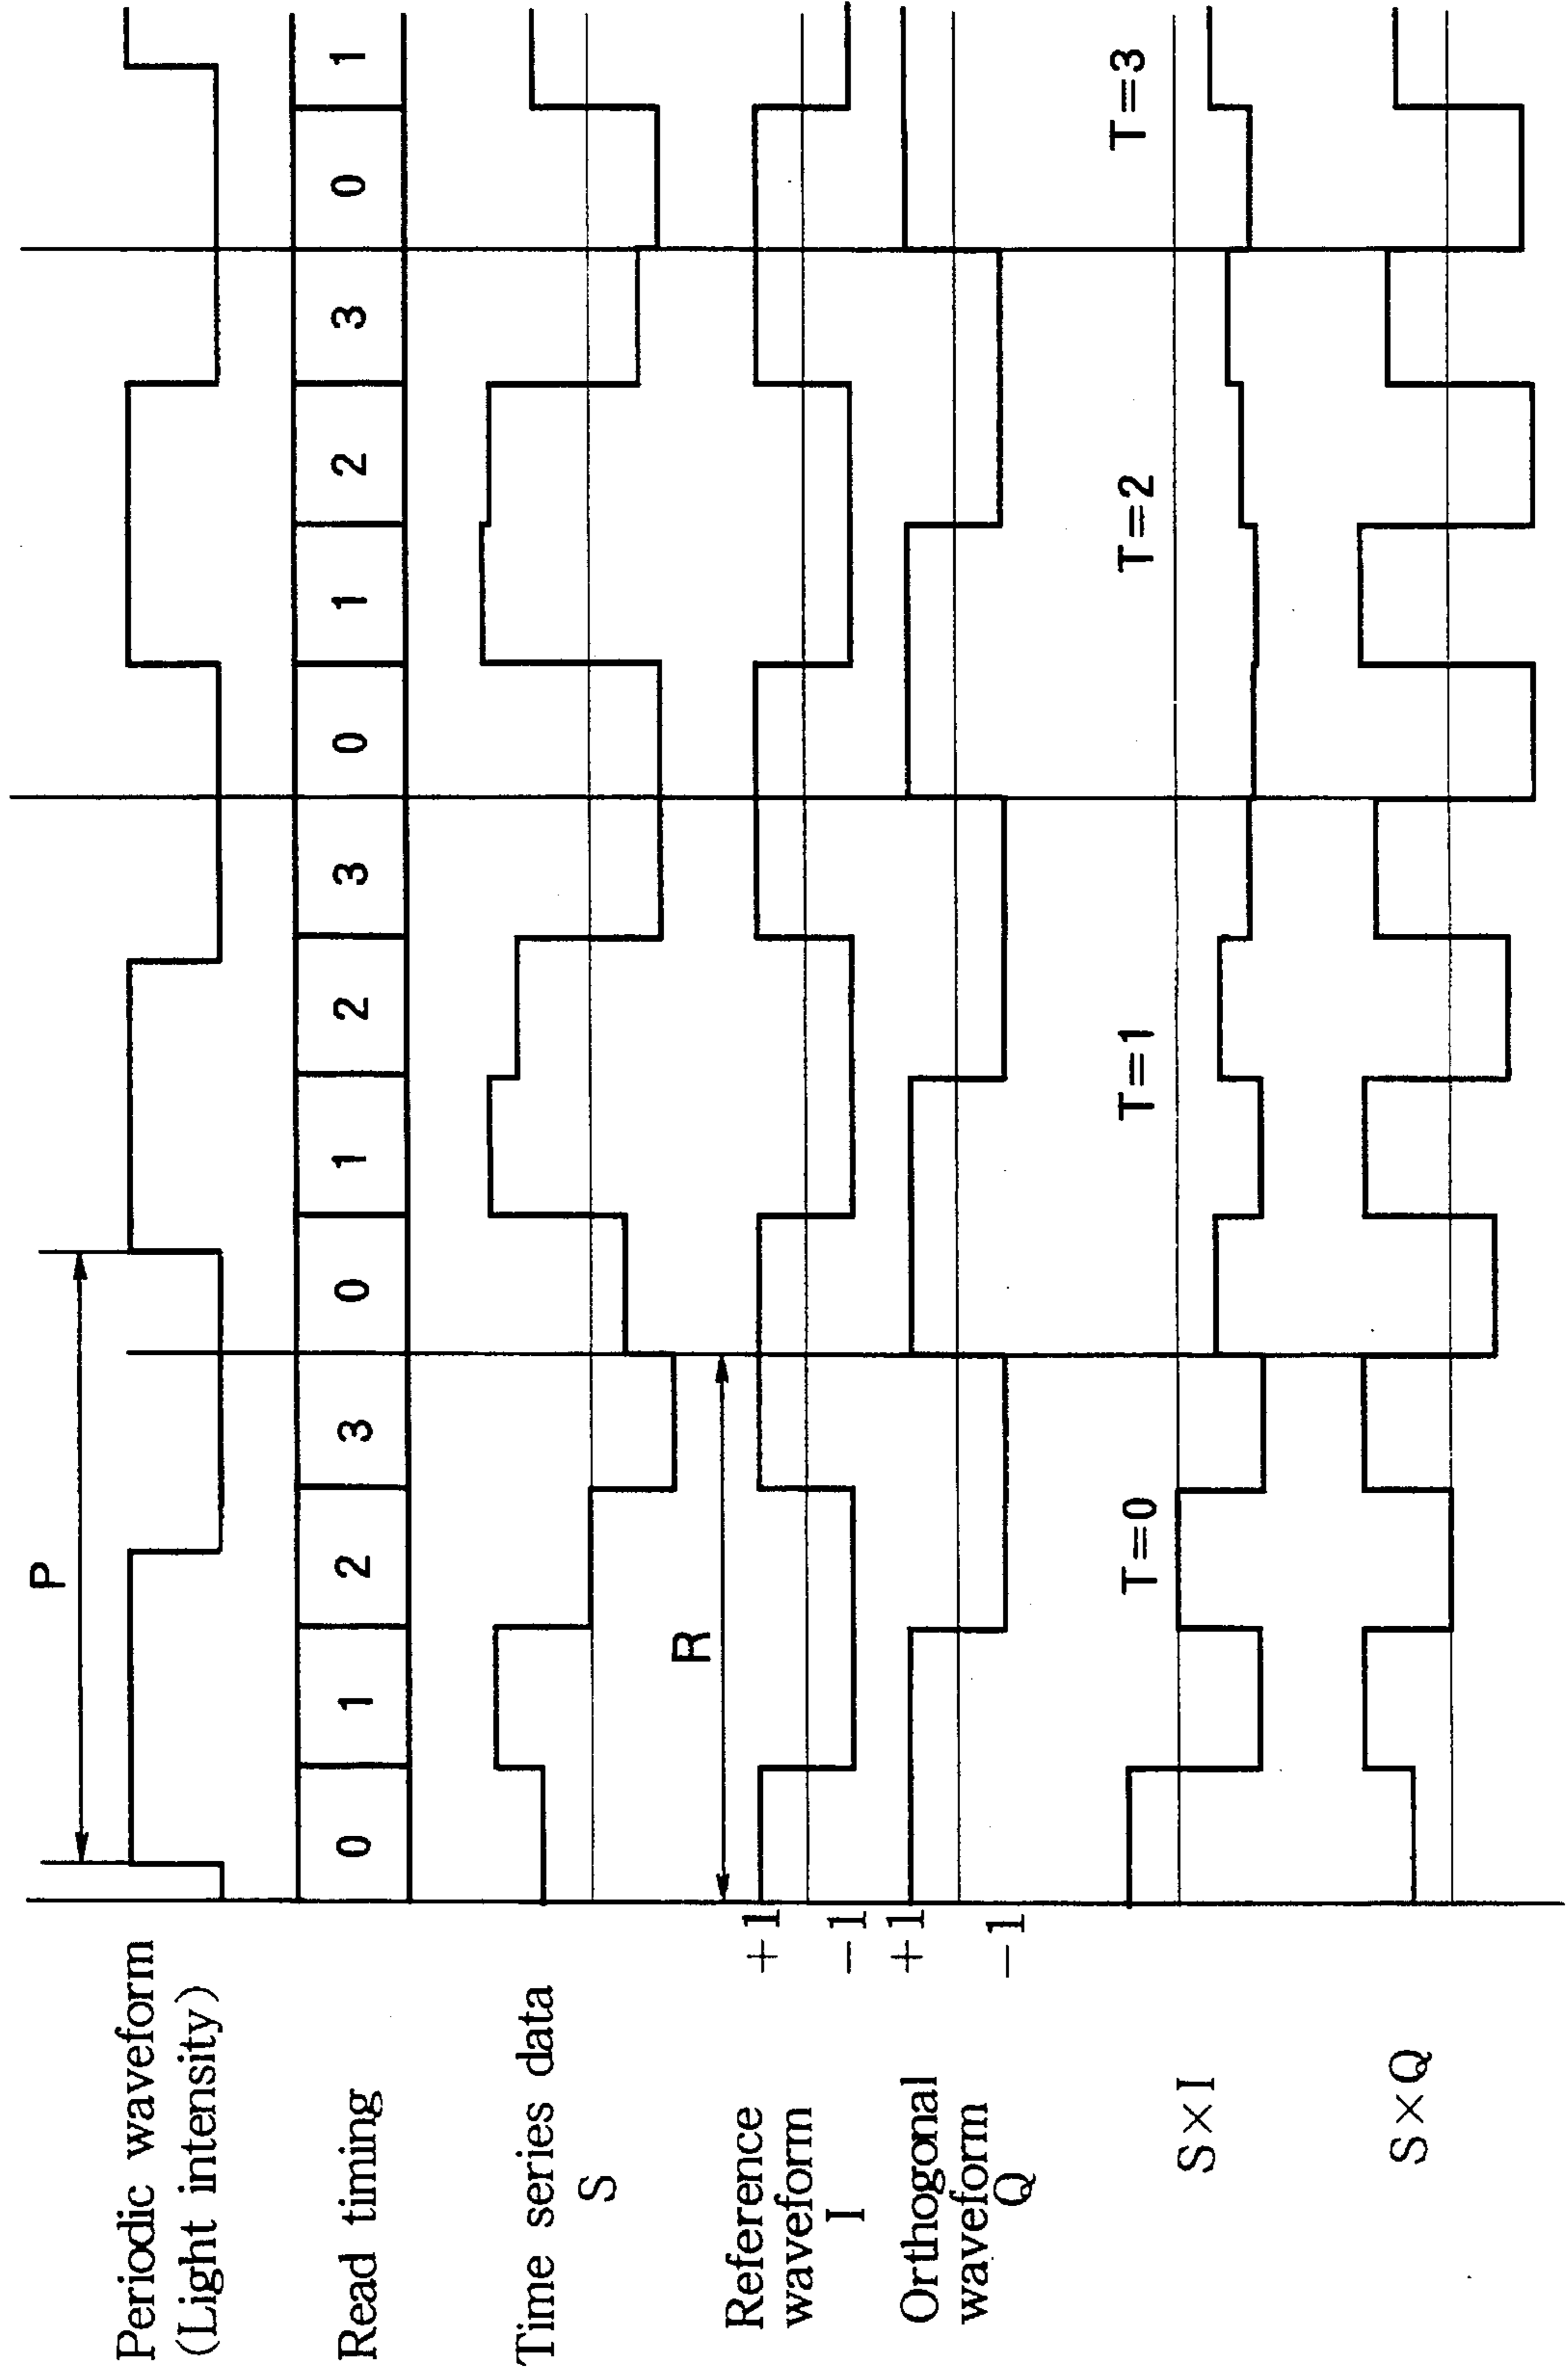 Periodic waveform
(Light intensity)
P
Read timing
0 1 2 3 0 1 2 3 0 1 2 3 0 1
Time series data
S
R
Reference
waveform
I
+1
−1
Orthogonal
waveform
Q
+1
−1
T=0 T=1 T=2 T=3
S×I
S×Q